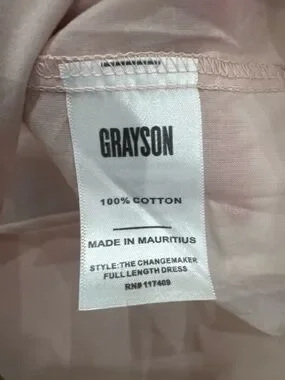 GRAYSON
100% COTTON
MADE IN MAURITIUS
STYLE: THE CHANGEMAKER
FULL LENGTH DRESS
RN# 117409